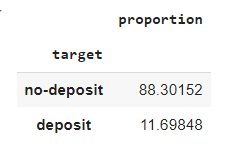 proportion
target
no-deposit 88.30152
deposit 11.69848